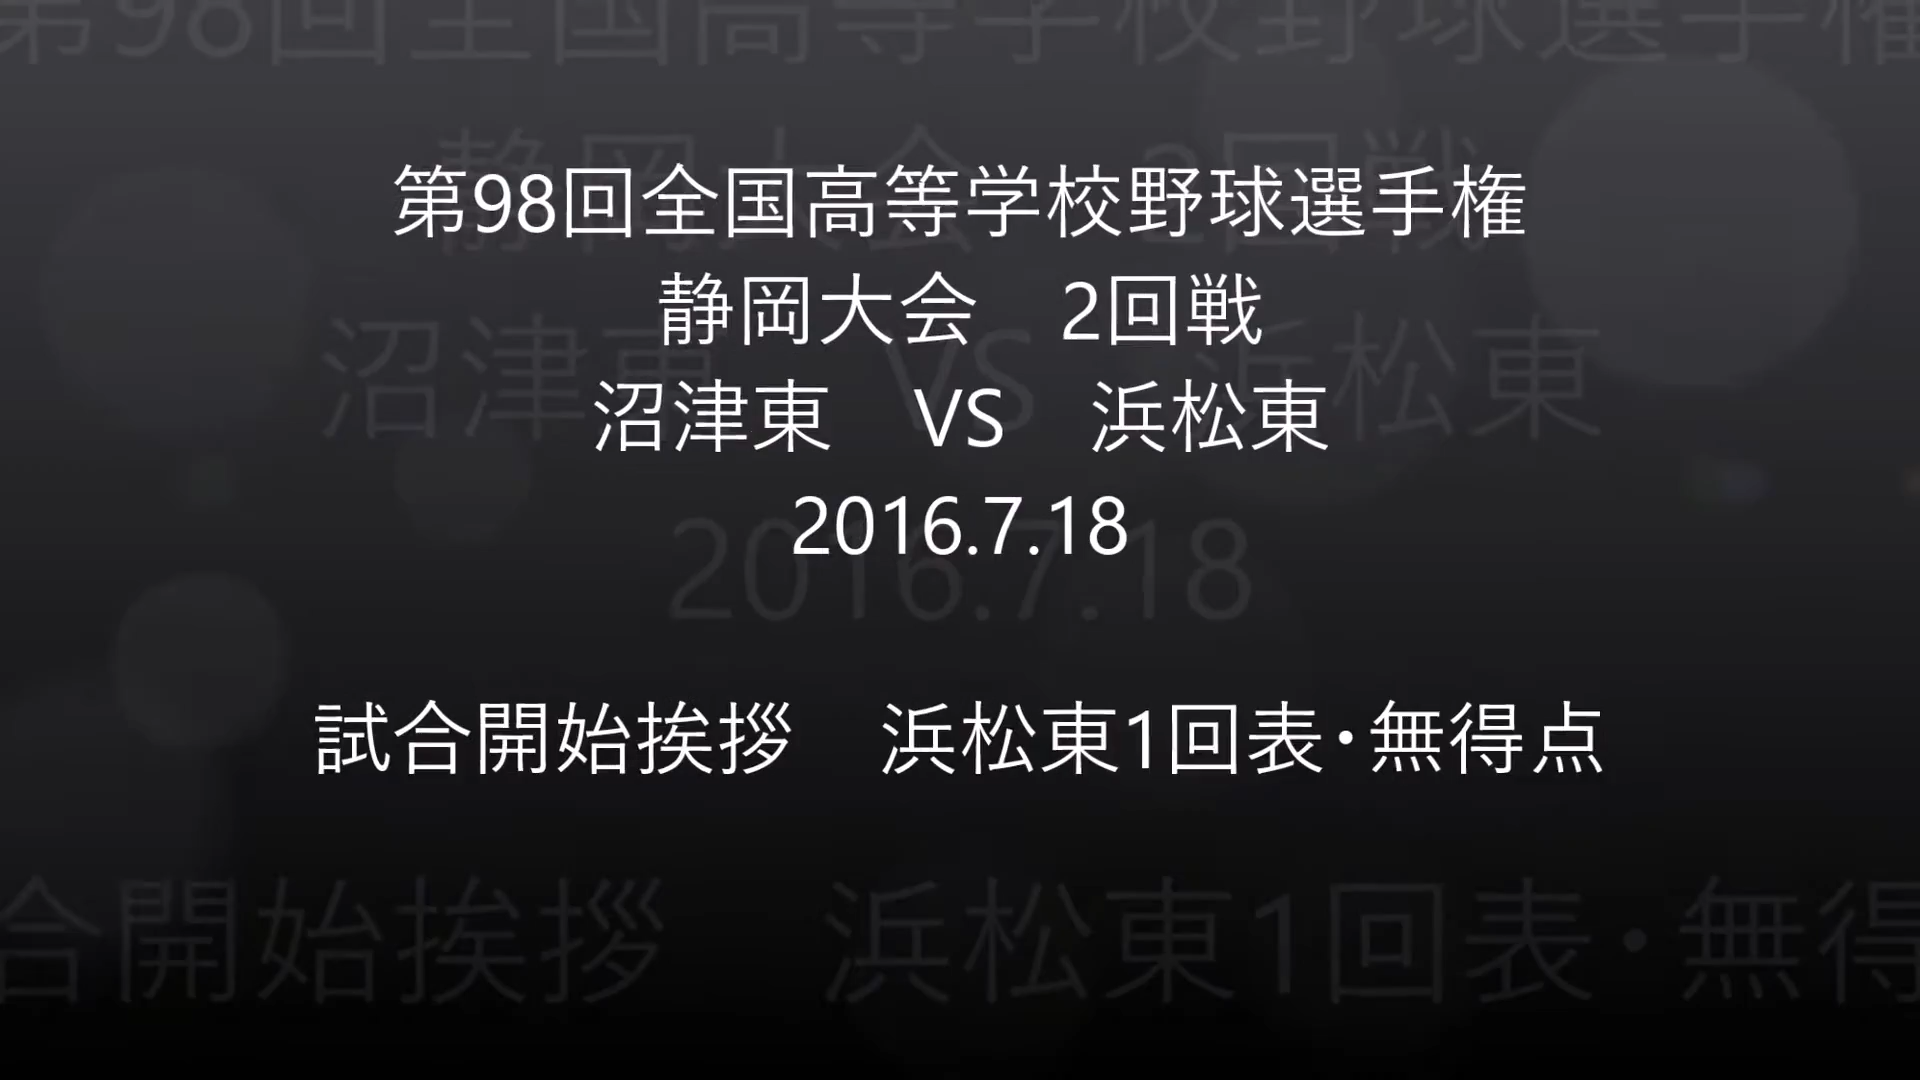 第98回全国高等学校野球選手権
静岡大会　2回戦
沼津東　VS　浜松東
2016.7.18
試合開始挨拶　浜松東1回表･無得点